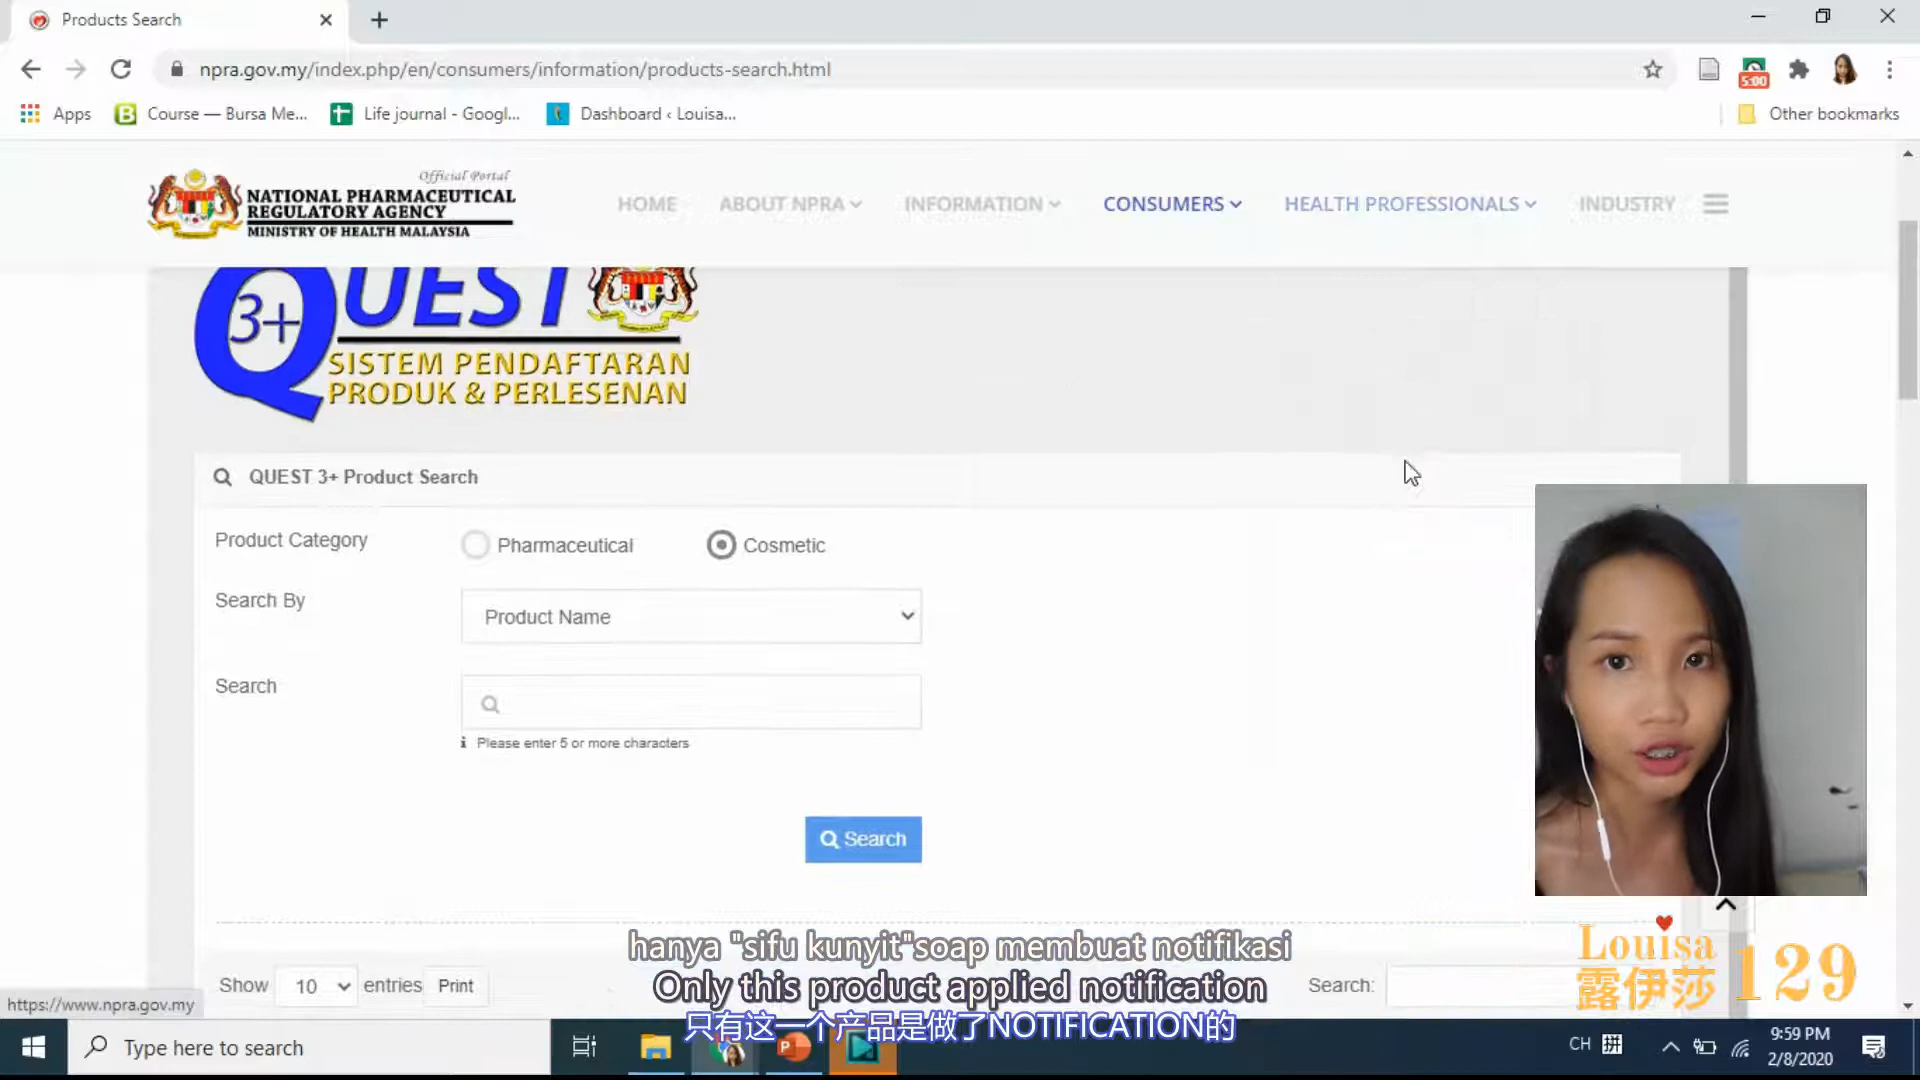 Products Search
npra.gov.my/index.php/en/consumers/information/products-search.html
5:00
Apps
Course — Bursa Me...
Life journal - Googl...
Dashboard ‹ Louisa...
Other bookmarks
Official Portal
NATIONAL PHARMACEUTICAL
REGULATORY AGENCY
MINISTRY OF HEALTH MALAYSIA
HOME
ABOUT NPRA
INFORMATION
CONSUMERS
HEALTH PROFESSIONALS
INDUSTRY
QUEST
3+
SISTEM PENDAFTARAN
PRODUK & PERLESENAN
QUEST 3+ Product Search
Product Category
Pharmaceutical
Cosmetic
Search By
Product Name
Search
Please enter 5 or more characters
Search
hanya "sifu kunyit"soap membuat notifikasi
Only this product applied notification
只有这一个产品是做了NOTIFICATION的
Show 10 entries
Print
Search:
Louisa
露伊莎 129
https://www.npra.gov.my
Type here to search
CH 拼
9:59 PM
2/8/2020